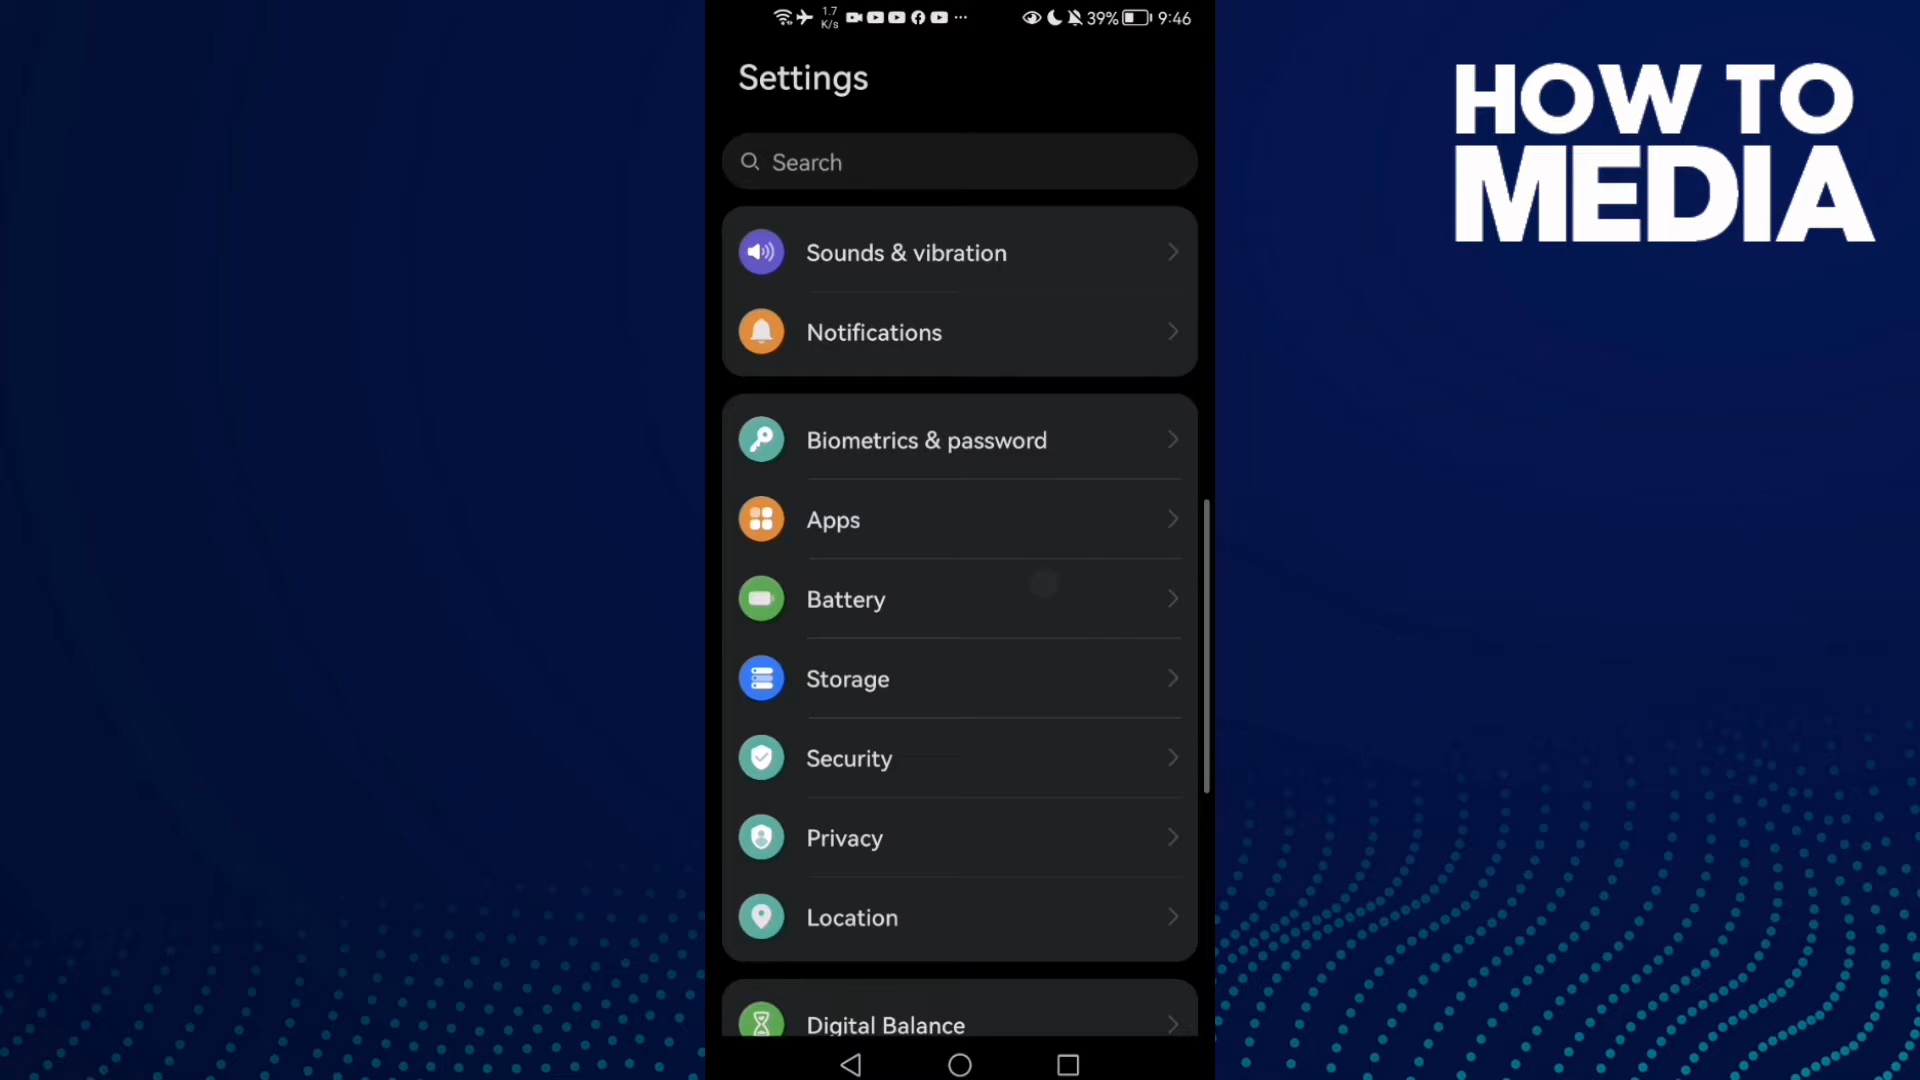 1.7
K/s
39%
9:46
HOW TO
MEDIA
Settings
Search
Sounds & vibration
Notifications
Biometrics & password
Apps
Battery
Storage
Security
Privacy
Location
Digital Balance